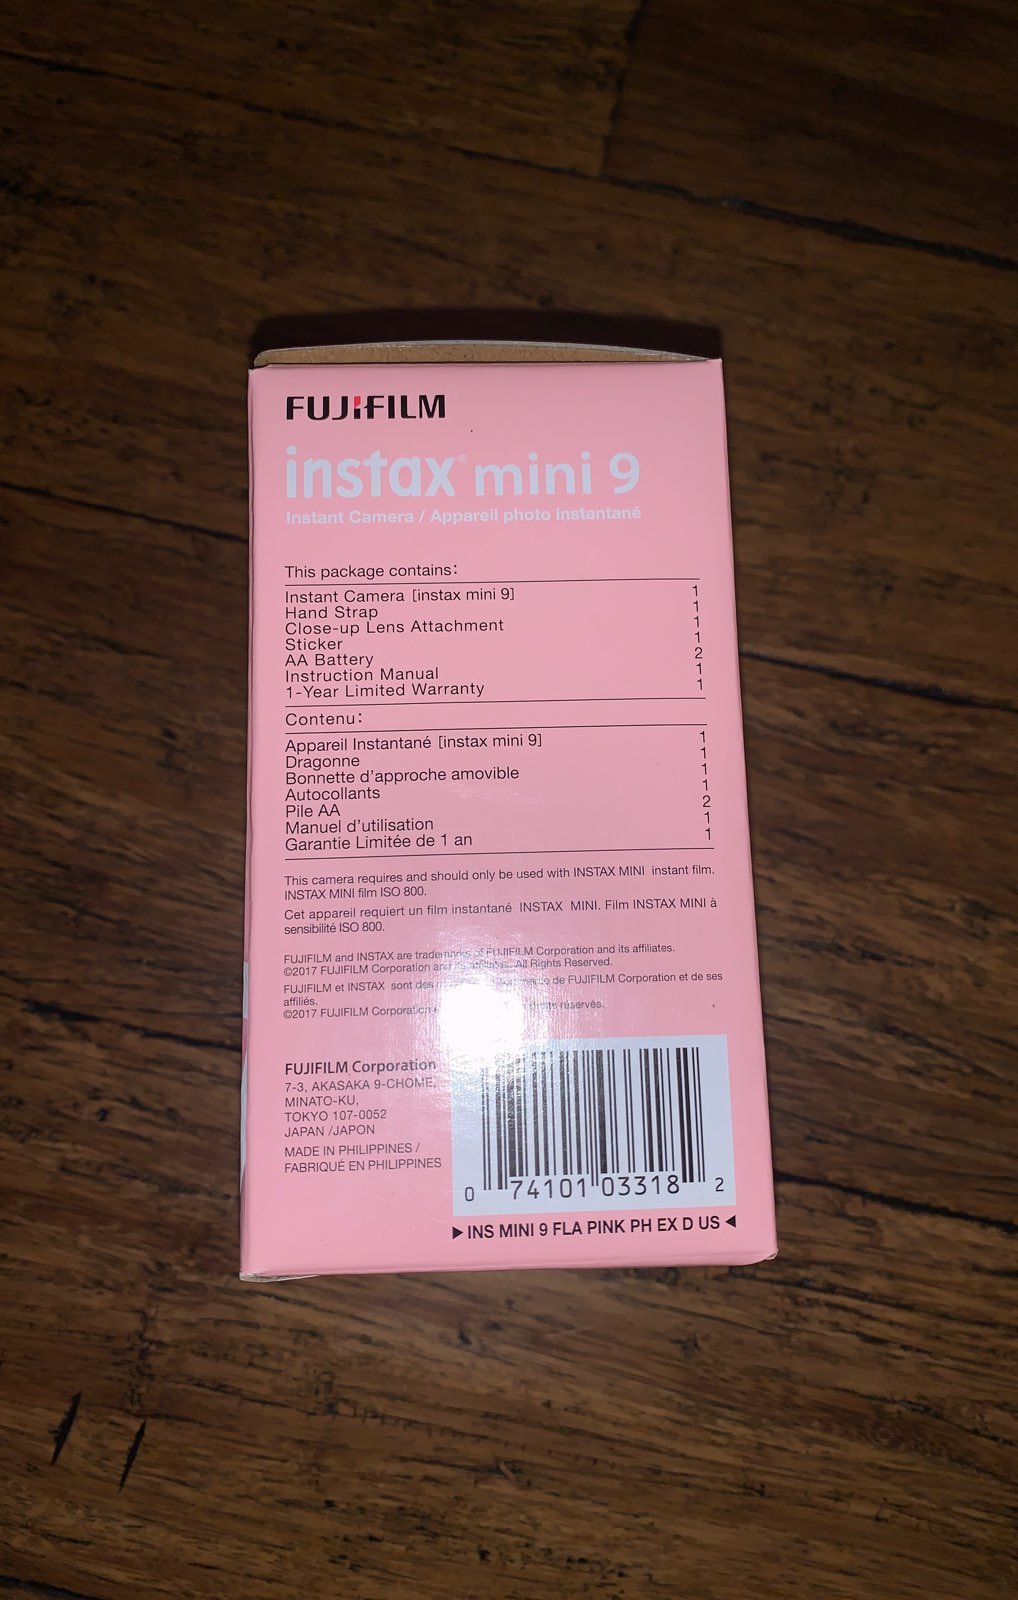 FUJIFILM
instax® mini 9
Instant Camera / Appareil photo instantané
This package contains:
Instant Camera [instax mini 9] 1
Hand Strap 1
Close-up Lens Attachment 1
Sticker 1
AA Battery 2
Instruction Manual 1
1-Year Limited Warranty 1
Contenu:
Appareil Instantané [instax mini 9] 1
Dragonne 1
Bonnette d'approche amovible 1
Autocollants 1
Pile AA 2
Manuel d'utilisation 1
Garantie Limitée de 1 an 1
This camera requires and should only be used with INSTAX MINI instant film.
INSTAX MINI film ISO 800.
Cet appareil requiert un film instantané INSTAX MINI. Film INSTAX MINI à
sensibilité ISO 800.
FUJIFILM and INSTAX are trademarks of FUJIFILM Corporation and its affiliates.
©2017 FUJIFILM Corporation and its affiliates. All Rights Reserved.
FUJIFILM et INSTAX sont des de FUJIFILM Corporation et de ses
affiliés.
©2017 FUJIFILM Corporation droits réservés.
FUJIFILM Corporation
7-3, AKASAKA 9-CHOME,
MINATO-KU,
TOKYO 107-0052
JAPAN /JAPON
MADE IN PHILIPPINES /
FABRIQUÉ EN PHILIPPINES
0 74101 03318 2
▶ INS MINI 9 FLA PINK PH EX D US ◀